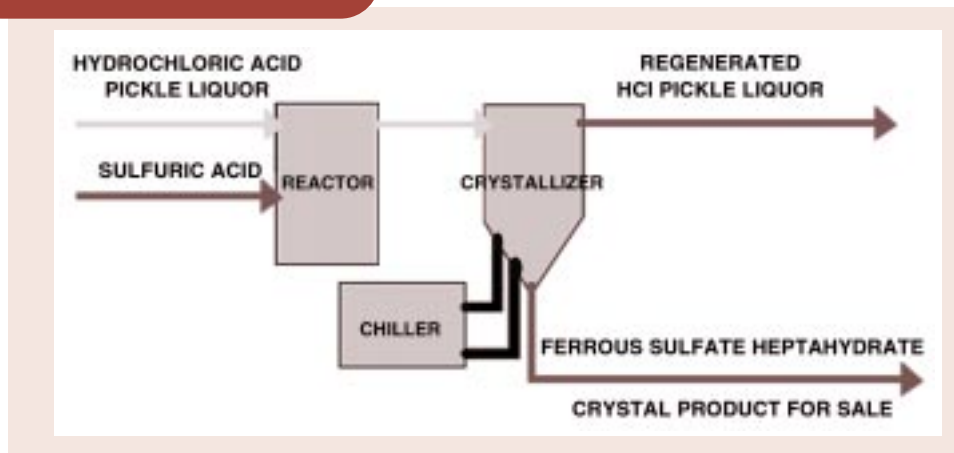 HYDROCHLORIC ACID
PICKLE LIQUOR
REGENERATED
HCl PICKLE LIQUOR
SULFURIC ACID
REACTOR
CRYSTALLIZER
CHILLER
FERROUS SULFATE HEPTAHYDRATE
CRYSTAL PRODUCT FOR SALE